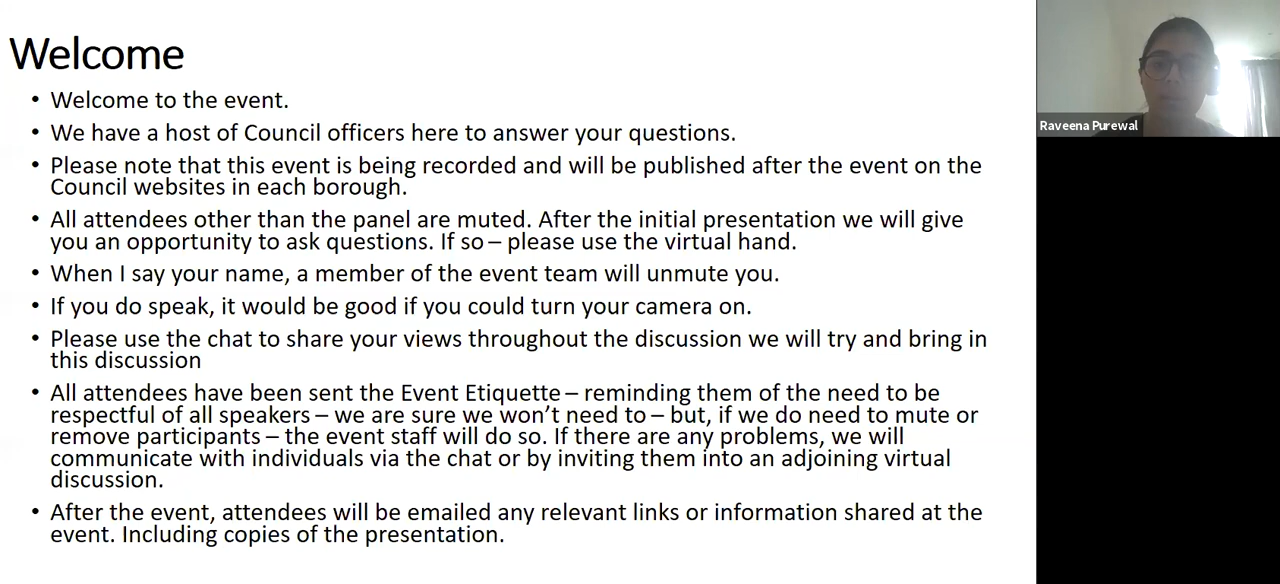 Welcome
• Welcome to the event.
• We have a host of Council officers here to answer your questions.
• Please note that this event is being recorded and will be published after the event on the
Council websites in each borough.
• All attendees other than the panel are muted. After the initial presentation we will give
you an opportunity to ask questions. If so – please use the virtual hand.
• When I say your name, a member of the event team will unmute you.
• If you do speak, it would be good if you could turn your camera on.
• Please use the chat to share your views throughout the discussion we will try and bring in
this discussion
• All attendees have been sent the Event Etiquette – reminding them of the need to be
respectful of all speakers – we are sure we won’t need to – but, if we do need to mute or
remove participants – the event staff will do so. If there are any problems, we will
communicate with individuals via the chat or by inviting them into an adjoining virtual
discussion.
• After the event, attendees will be emailed any relevant links or information shared at the
event. Including copies of the presentation.
Raveena Purewal